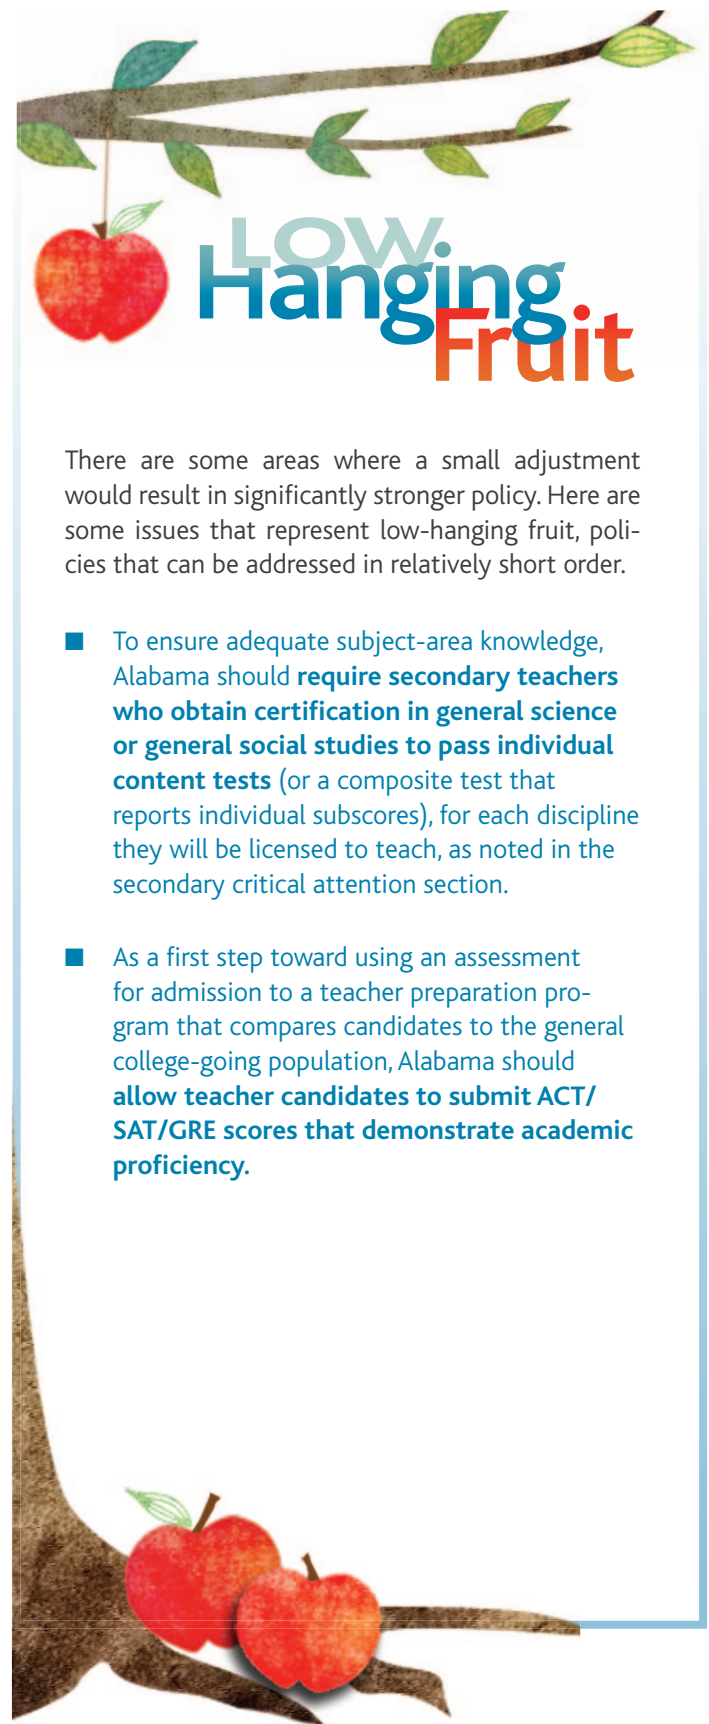 LOW
Hanging
Fruit
There are some areas where a small adjustment
would result in significantly stronger policy. Here are
some issues that represent low-hanging fruit, poli-
cies that can be addressed in relatively short order.
■ To ensure adequate subject-area knowledge,
Alabama should require secondary teachers
who obtain certification in general science
or general social studies to pass individual
content tests (or a composite test that
reports individual subscores), for each discipline
they will be licensed to teach, as noted in the
secondary critical attention section.
■ As a first step toward using an assessment
for admission to a teacher preparation pro-
gram that compares candidates to the general
college-going population, Alabama should
allow teacher candidates to submit ACT/
SAT/GRE scores that demonstrate academic
proficiency.